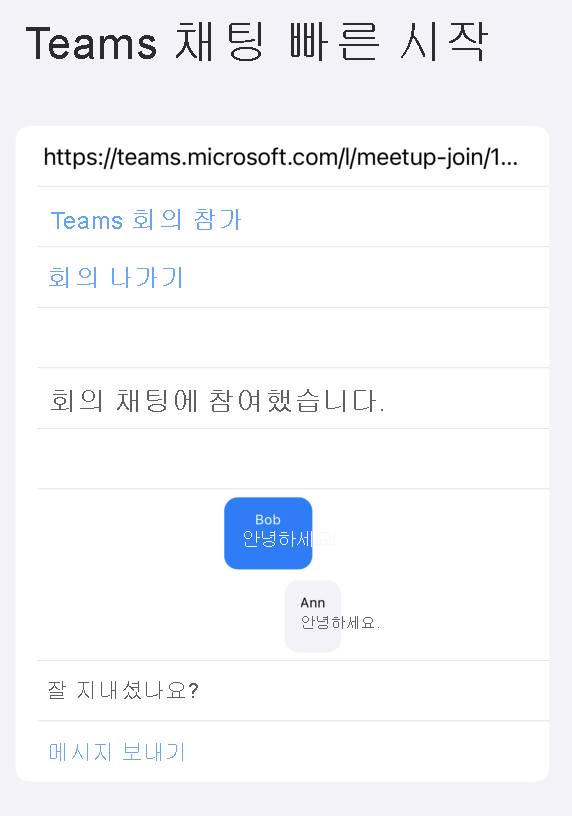 Teams 채팅 빠른 시작
https://teams.microsoft.com/l/meetup-join/1...
Teams 회의 참가
회의 나가기
회의 채팅에 참여했습니다.
Bob
안녕하세요
Ann
안녕하세요.
잘 지내셨나요?
메시지 보내기